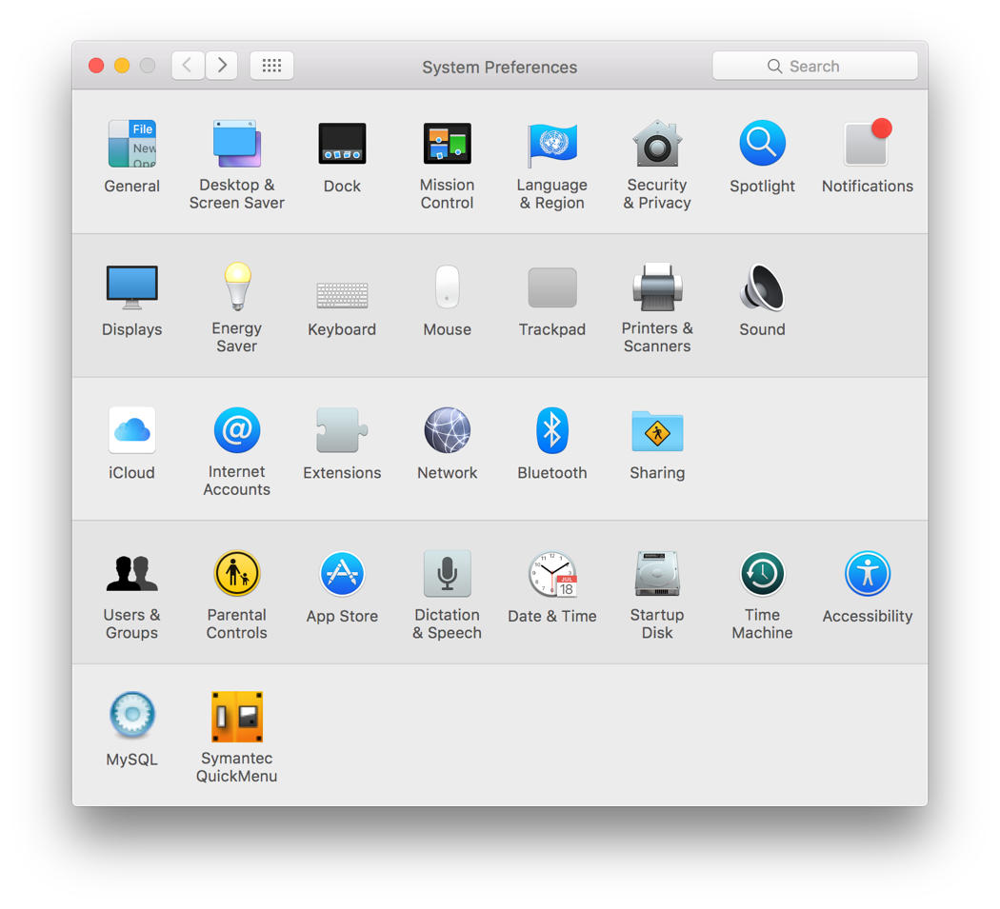 System Preferences
Search
File
New
Ope
General
Desktop &
Screen Saver
Dock
Mission
Control
Language
& Region
Security
& Privacy
Spotlight
Notifications
Displays
Energy
Saver
Keyboard
Mouse
Trackpad
Printers &
Scanners
Sound
@
iCloud
Internet
Accounts
Extensions
Network
Bluetooth
Sharing
12
JUL
18
Users &
Groups
Parental
Controls
App Store
Dictation
& Speech
Date & Time
Startup
Disk
Time
Machine
Accessibility
MySQL
Symantec
QuickMenu